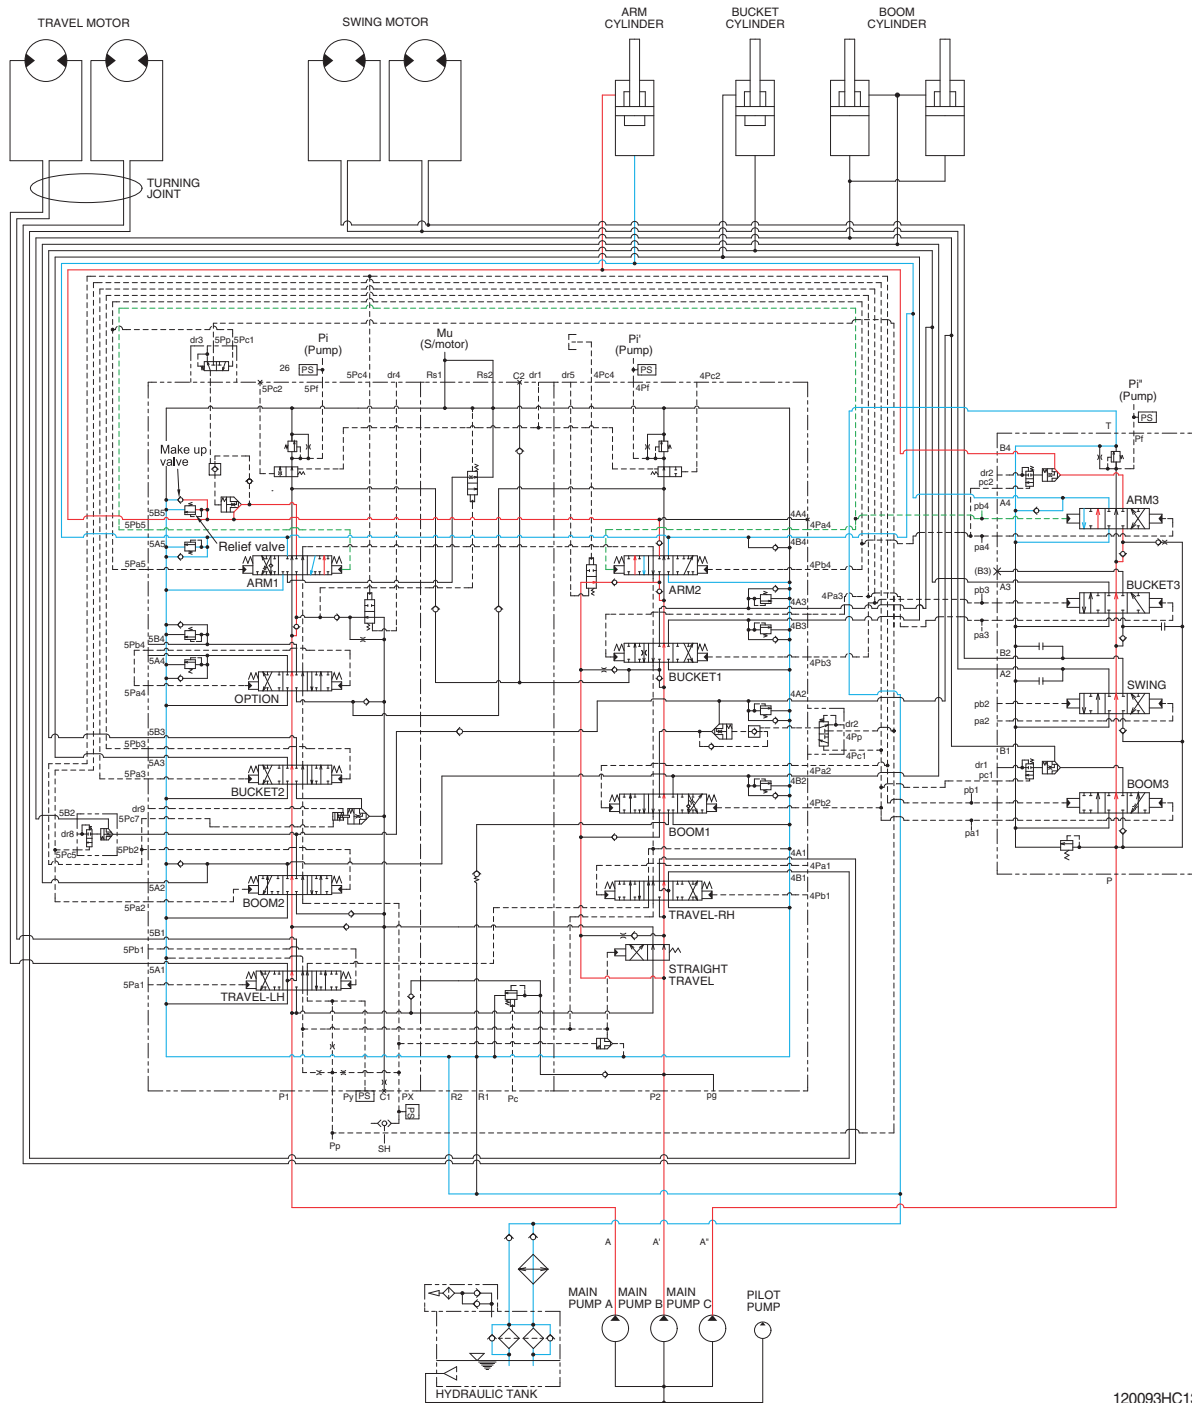 TRAVEL MOTOR
SWING MOTOR
ARM
CYLINDER
BUCKET
CYLINDER
BOOM
CYLINDER
TURNING
JOINT
dr3
5Pp
5Pc1
Pi
(Pump)
26
PS
5Pc2
5Pf
5Pc4
dr4
Mu
(S/motor)
Rs1
Rs2
C2
dr1
dr5
4Pc4
Pi'
(Pump)
PS
4Pf
4Pc2
Pi"
(Pump)
PS
T
Pf
Make up
valve
Relief valve
5B5
5Pb5
5A5
5Pa5
ARM1
5B4
5Pb4
5A4
5Pa4
OPTION
5B3
5Pb3
5A3
5Pa3
BUCKET2
dr9
5Pc7
5B2
dr8
5Pc5
5Pb2
5A2
5Pa2
BOOM2
5B1
5Pb1
5A1
5Pa1
TRAVEL-LH
4A4
4Pa4
4B4
4Pb4
ARM2
4A3
4Pa3
4B3
4Pb3
BUCKET1
4A2
dr2
4Pp
4Pc1
4Pa2
4B2
4Pb2
BOOM1
4A1
4Pa1
4B1
4Pb1
TRAVEL-RH
STRAIGHT
TRAVEL
B4
dr2
pc2
A4
pb4
pa4
ARM3
(B3)
A3
pb3
pa3
BUCKET3
B2
A2
pb2
pa2
SWING
B1
dr1
pc1
pb1
pa1
BOOM3
P
P1
Py
PS
C1
PX
PS
R2
R1
Pc
P2
pg
Pp
SH
A
A'
A"
MAIN
PUMP A
MAIN
PUMP B
MAIN
PUMP C
PILOT
PUMP
HYDRAULIC TANK